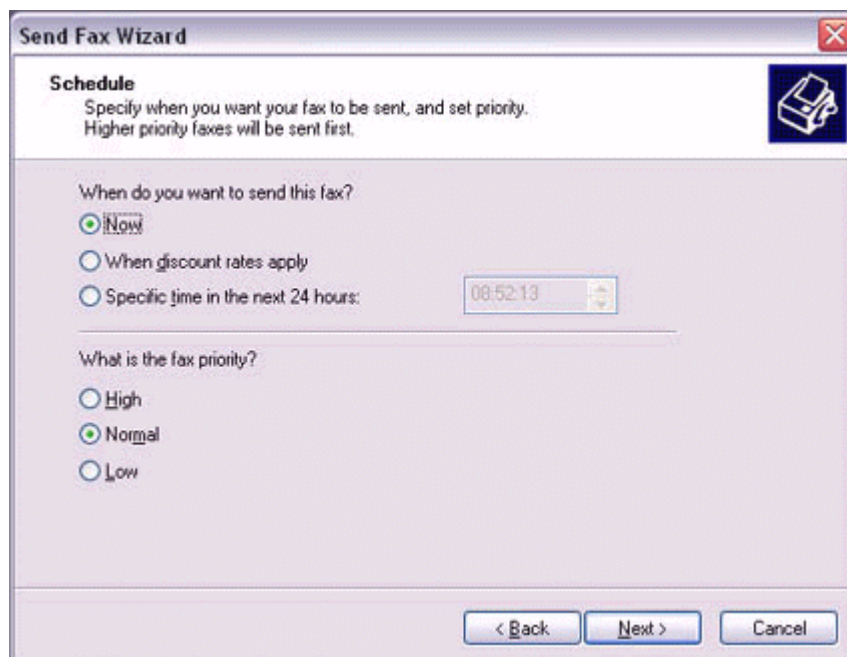 Send Fax Wizard
Schedule
Specify when you want your fax to be sent, and set priority.
Higher priority faxes will be sent first.
When do you want to send this fax?
Now
When discount rates apply
Specific time in the next 24 hours:
08:52:13
What is the fax priority?
High
Normal
Low
< Back
Next >
Cancel